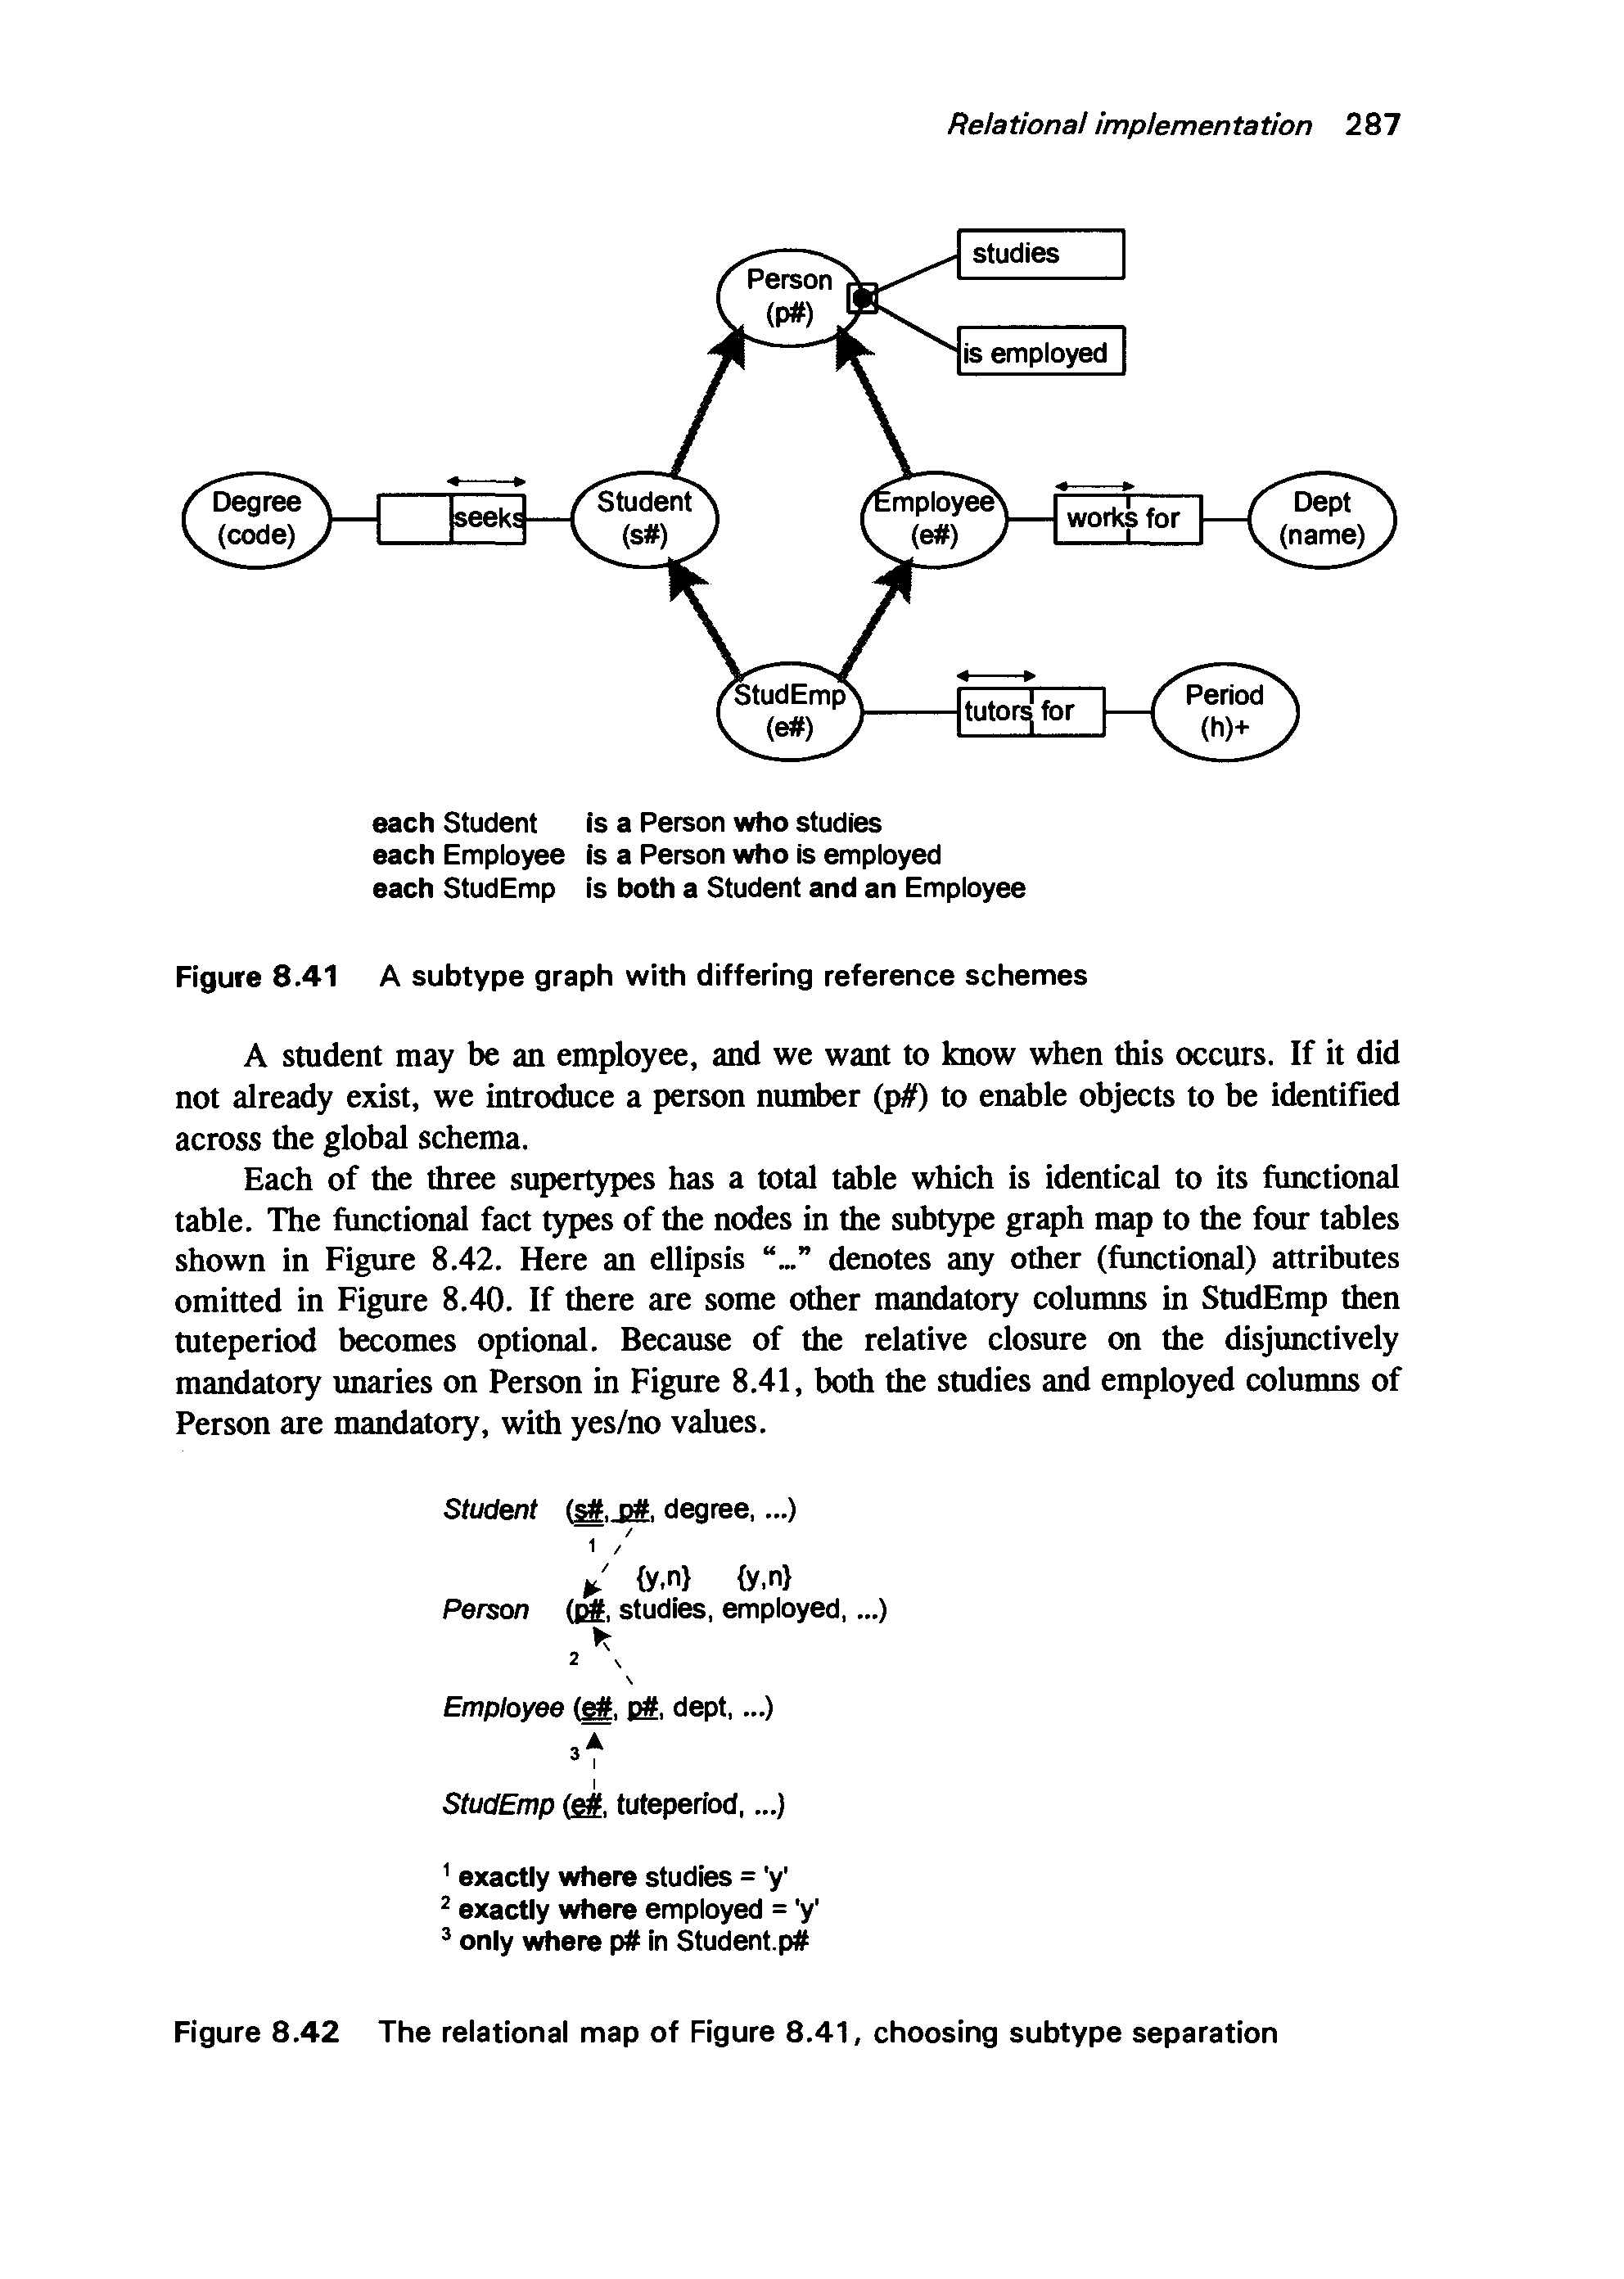 Relational implementation 287
studies
Person
(p#)
is employed
Degree
(code)
seeks
Student
(s#)
Employee
(e#)
works for
Dept
(name)
StudEmp
(e#)
tutors for
Period
(h)+
each Student is a Person who studies
each Employee is a Person who is employed
each StudEmp is both a Student and an Employee
Figure 8.41 A subtype graph with differing reference schemes
A student may be an employee, and we want to know when this occurs. If it did
not already exist, we introduce a person number (p#) to enable objects to be identified
across the global schema.
Each of the three supertypes has a total table which is identical to its functional
table. The functional fact types of the nodes in the subtype graph map to the four tables
shown in Figure 8.42. Here an ellipsis “...” denotes any other (functional) attributes
omitted in Figure 8.40. If there are some other mandatory columns in StudEmp then
tuteperiod becomes optional. Because of the relative closure on the disjunctively
mandatory unaries on Person in Figure 8.41, both the studies and employed columns of
Person are mandatory, with yes/no values.
Student (s#, p#, degree, ...)
1
{y,n} {y,n}
Person (p#, studies, employed, ...)
2
Employee (e#, p#, dept, ...)
3
StudEmp (e#, tuteperiod, ...)
1 exactly where studies = 'y'
2 exactly where employed = 'y'
3 only where p# in Student.p#
Figure 8.42 The relational map of Figure 8.41, choosing subtype separation